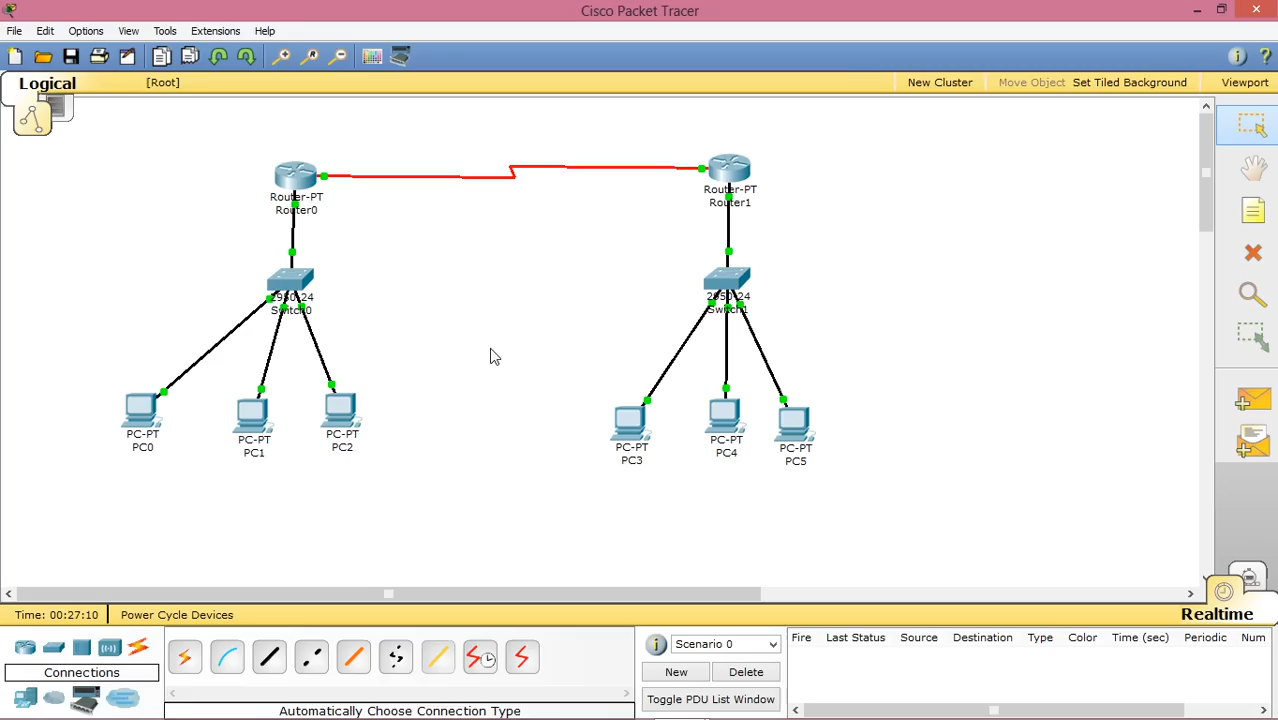 Cisco Packet Tracer
File Edit Options View Tools Extensions Help
Logical [Root] New Cluster Move Object Set Tiled Background Viewport
Router-PT
Router0
Router-PT
Router1
2950-24
Switch0
2950-24
Switch1
PC-PT
PC0
PC-PT
PC1
PC-PT
PC2
PC-PT
PC3
PC-PT
PC4
PC-PT
PC5
Time: 00:27:10 Power Cycle Devices
Realtime
Connections
Automatically Choose Connection Type
Scenario 0
New Delete
Toggle PDU List Window
Fire Last Status Source Destination Type Color Time (sec) Periodic Num